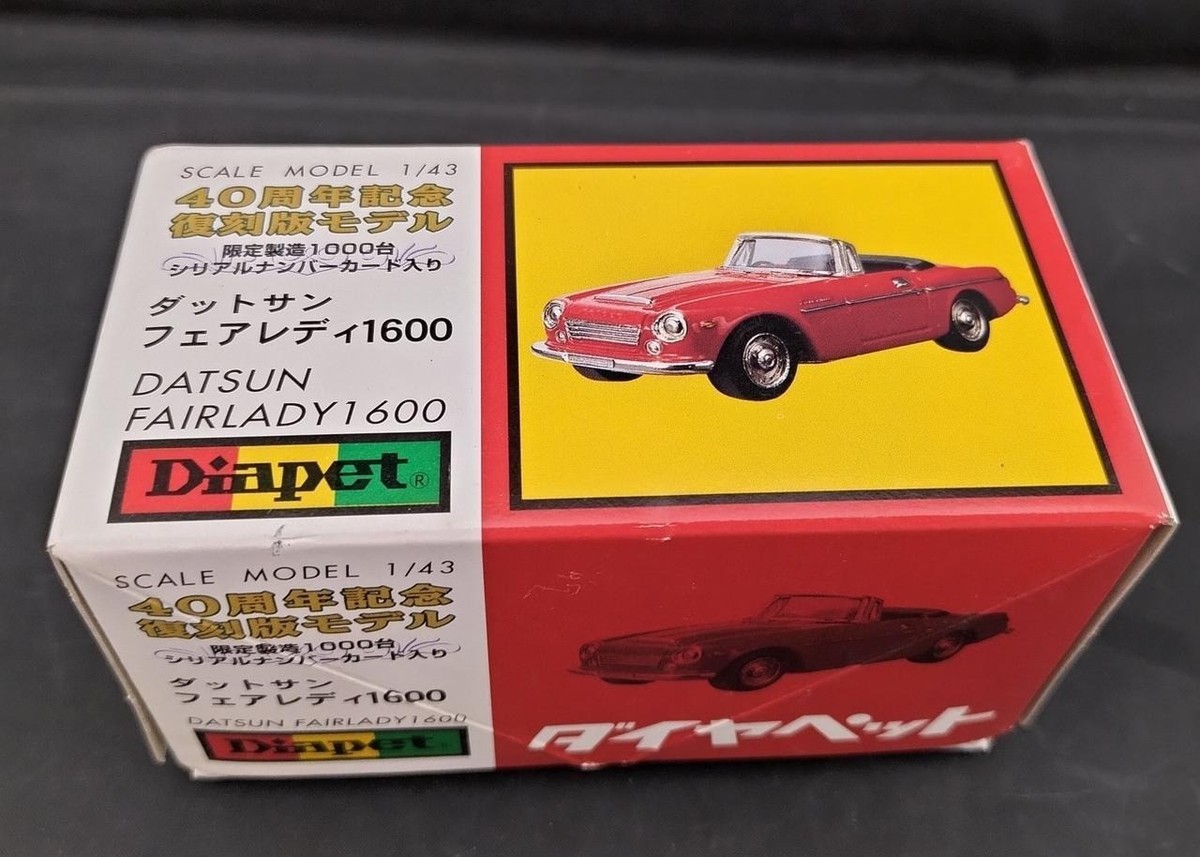 SCALE MODEL 1/43
40周年記念
復刻版モデル
限定製造1000台
シリアルナンバーカード入り
ダットサン
フェアレディ1600
DATSUN
FAIRLADY1600
Diapet®
SCALE MODEL 1/43
40周年記念
復刻版モデル
限定製造1000台
シリアルナンバーカード入り
ダットサン
フェアレディ1600
DATSUN FAIRLADY1600
Diapet
ダイヤペット